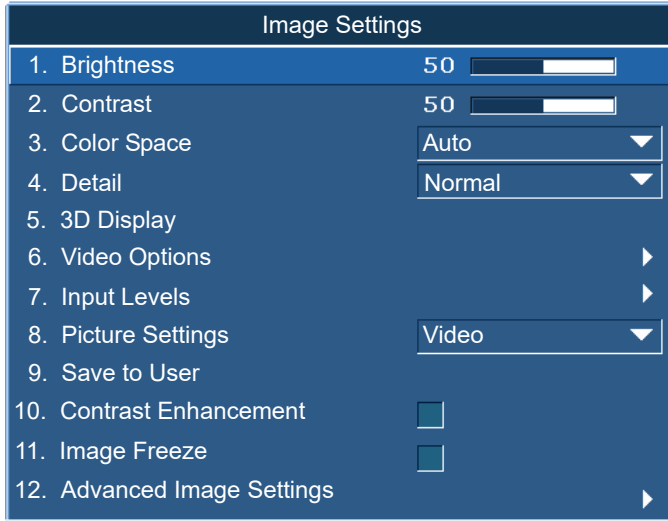 Image Settings
1. Brightness 50
2. Contrast 50
3. Color Space Auto
4. Detail Normal
5. 3D Display
6. Video Options
7. Input Levels
8. Picture Settings Video
9. Save to User
10. Contrast Enhancement
11. Image Freeze
12. Advanced Image Settings